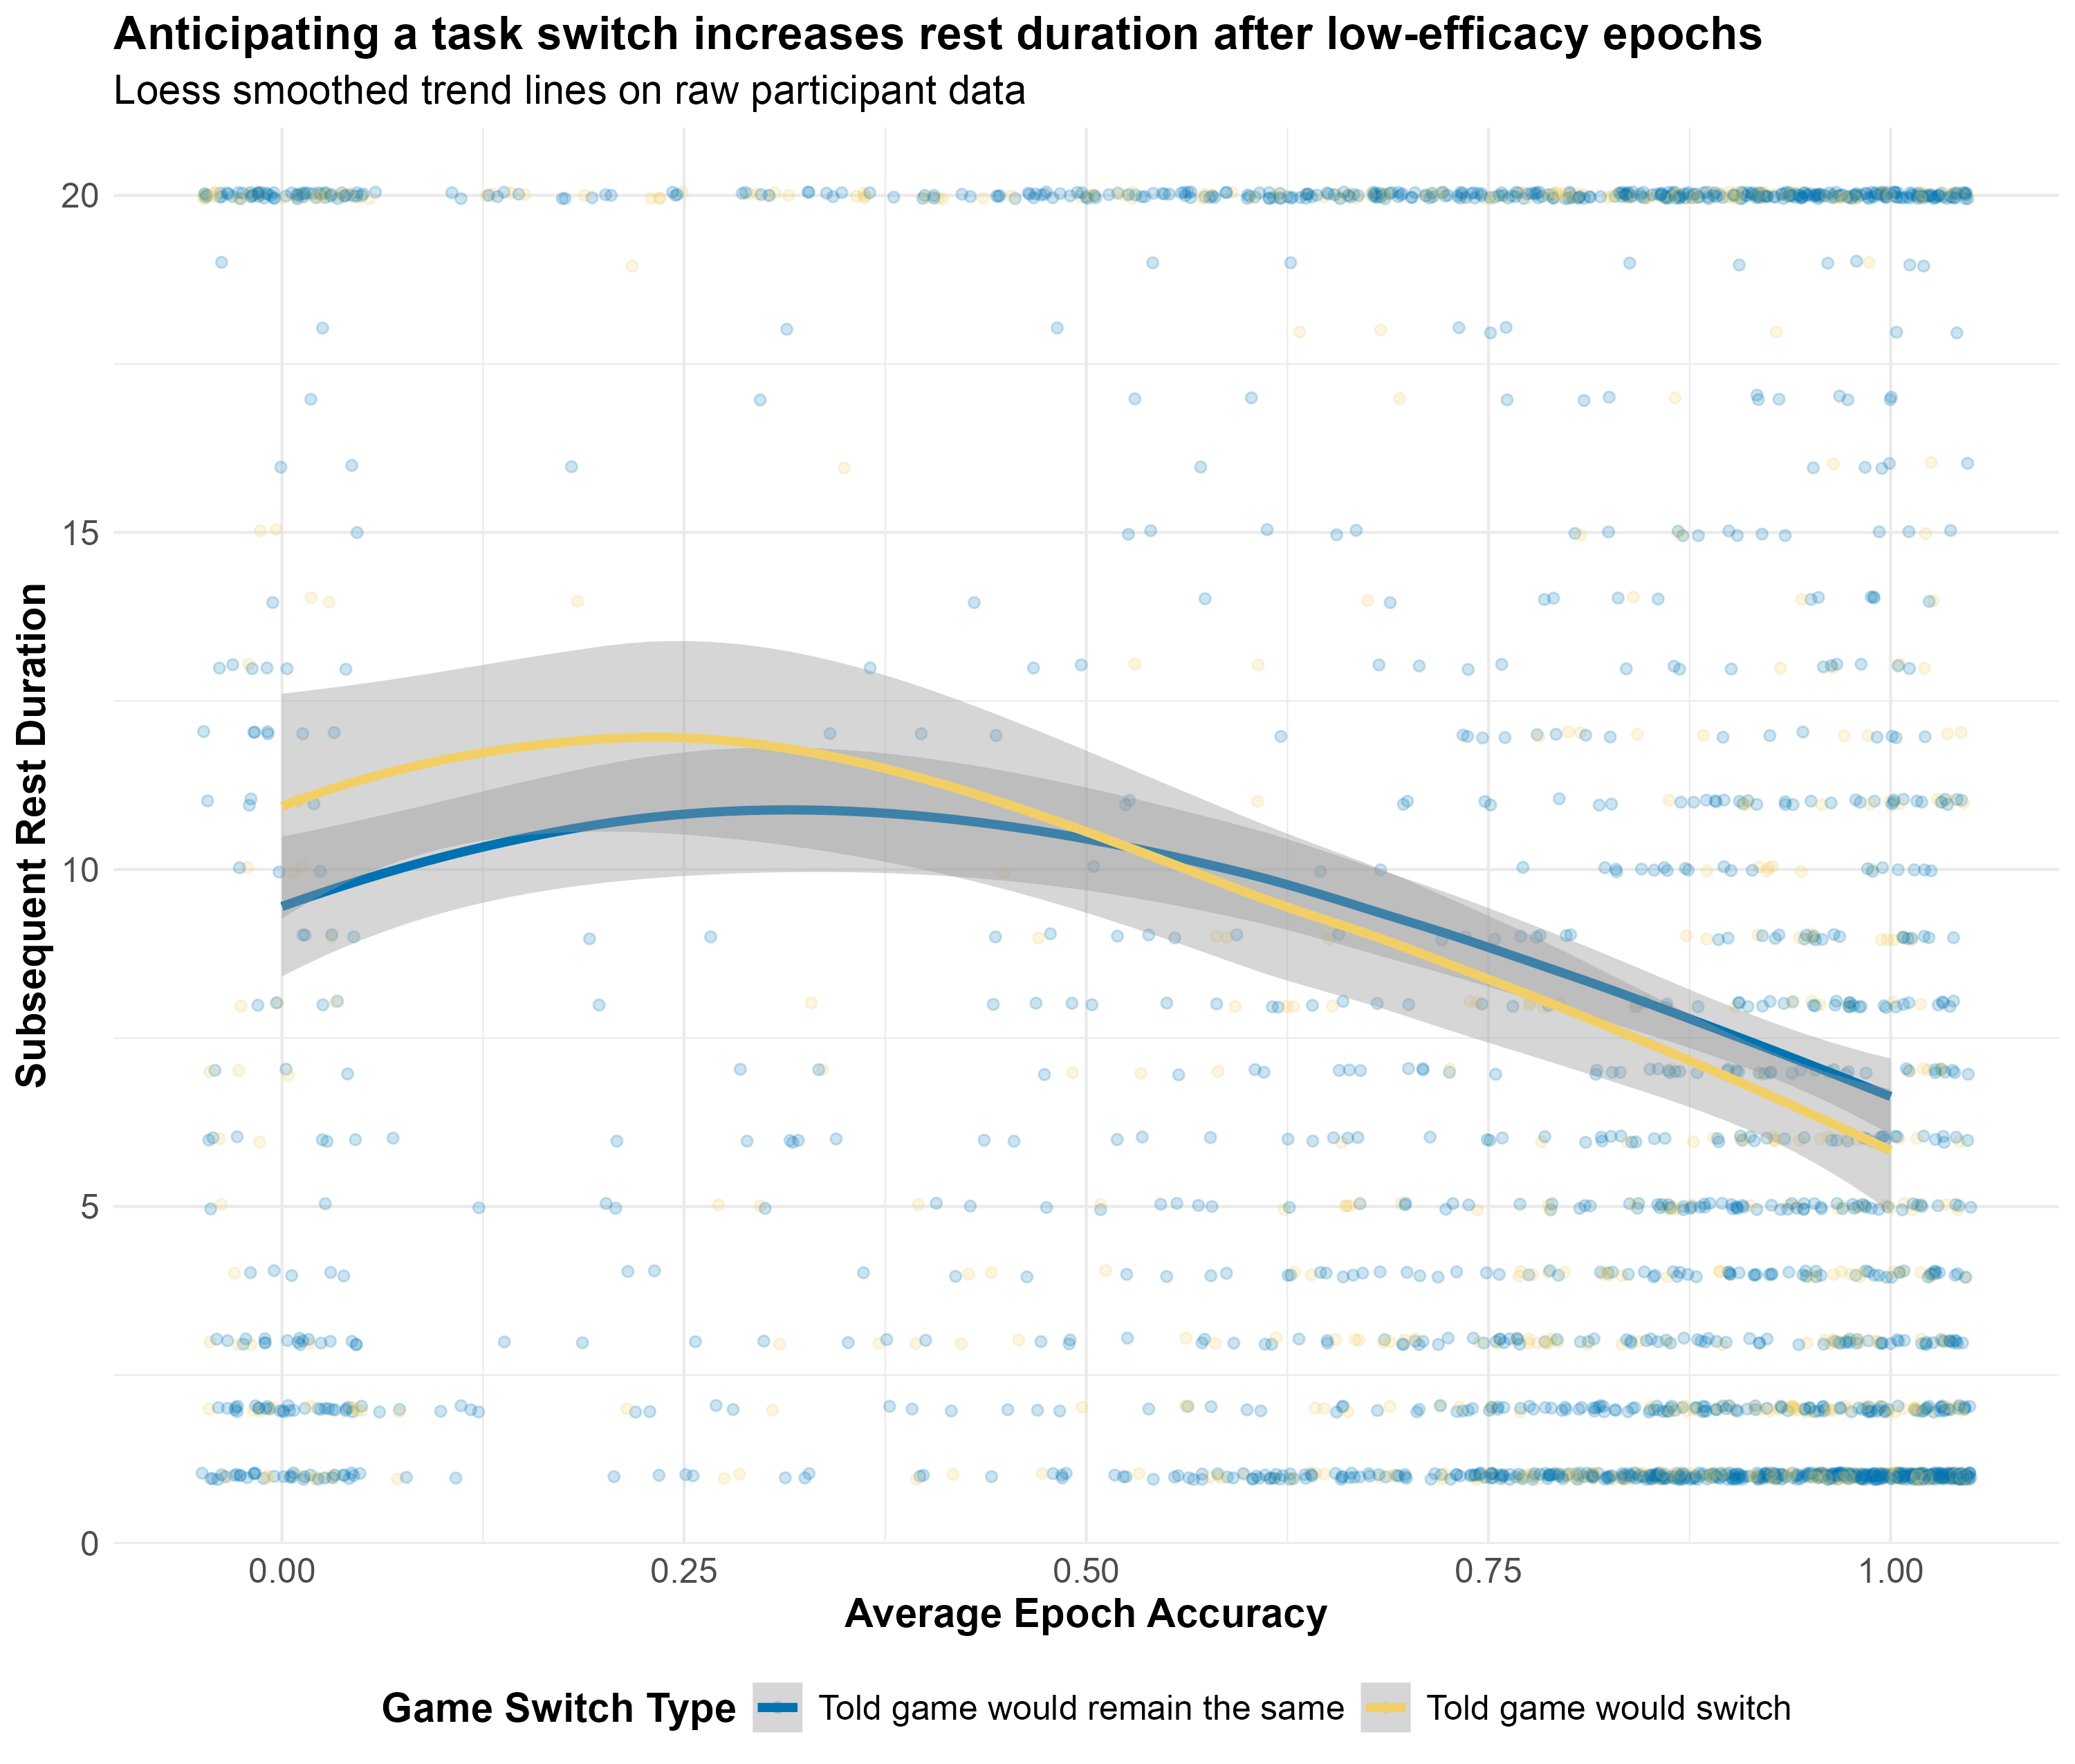 Anticipating a task switch increases rest duration after low-efficacy epochs
Loess smoothed trend lines on raw participant data
Subsequent Rest Duration
20
15
10
5
0
0.00 0.25 0.50 0.75 1.00
Average Epoch Accuracy
Game Switch Type Told game would remain the same Told game would switch